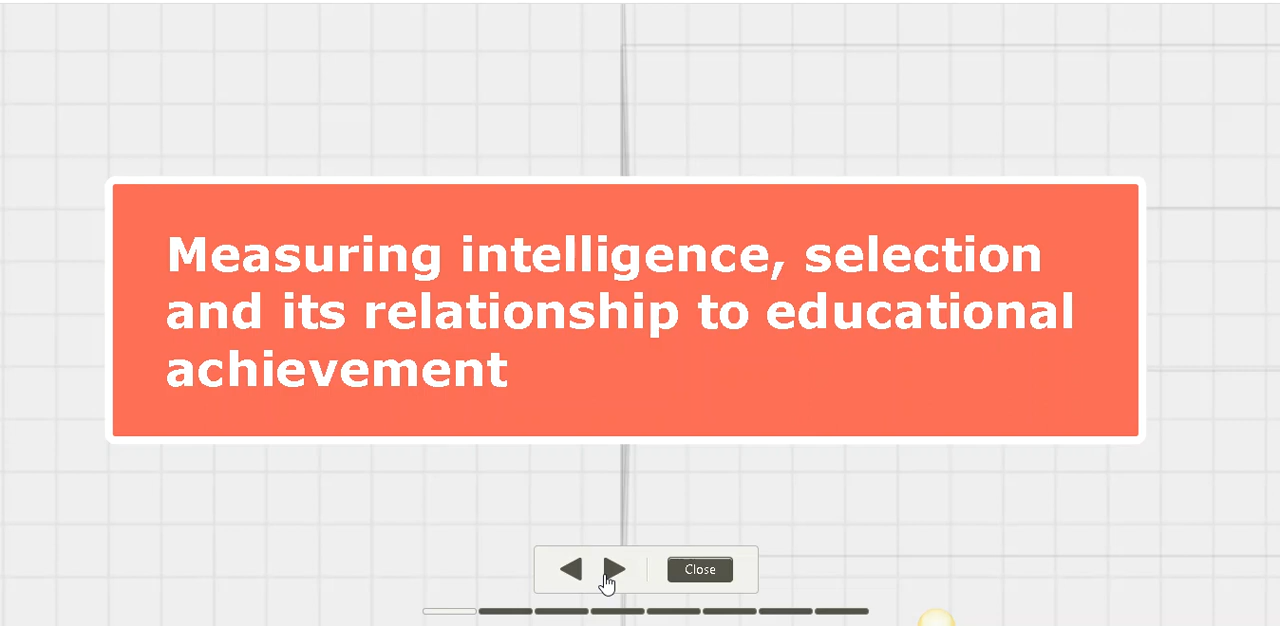 Measuring intelligence, selection
and its relationship to educational
achievement
Close